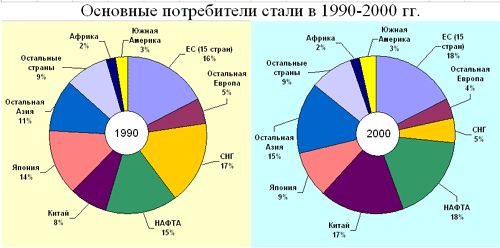 Основные потребители стали в 1990-2000 гг.
Африка
2%
Южная
Америка
3%
ЕС (15
стран)
16%
Остальная
Европа
5%
СНГ
17%
НАФТА
15%
Китай
8%
Япония
14%
Остальная
Азия
11%
Остальные
страны
9%
1990
Африка
2%
Южная
Америка
3%
ЕС (15
стран)
18%
Остальная
Европа
4%
СНГ
5%
НАФТА
18%
Китай
17%
Япония
9%
Остальная
Азия
15%
Остальные
страны
9%
2000